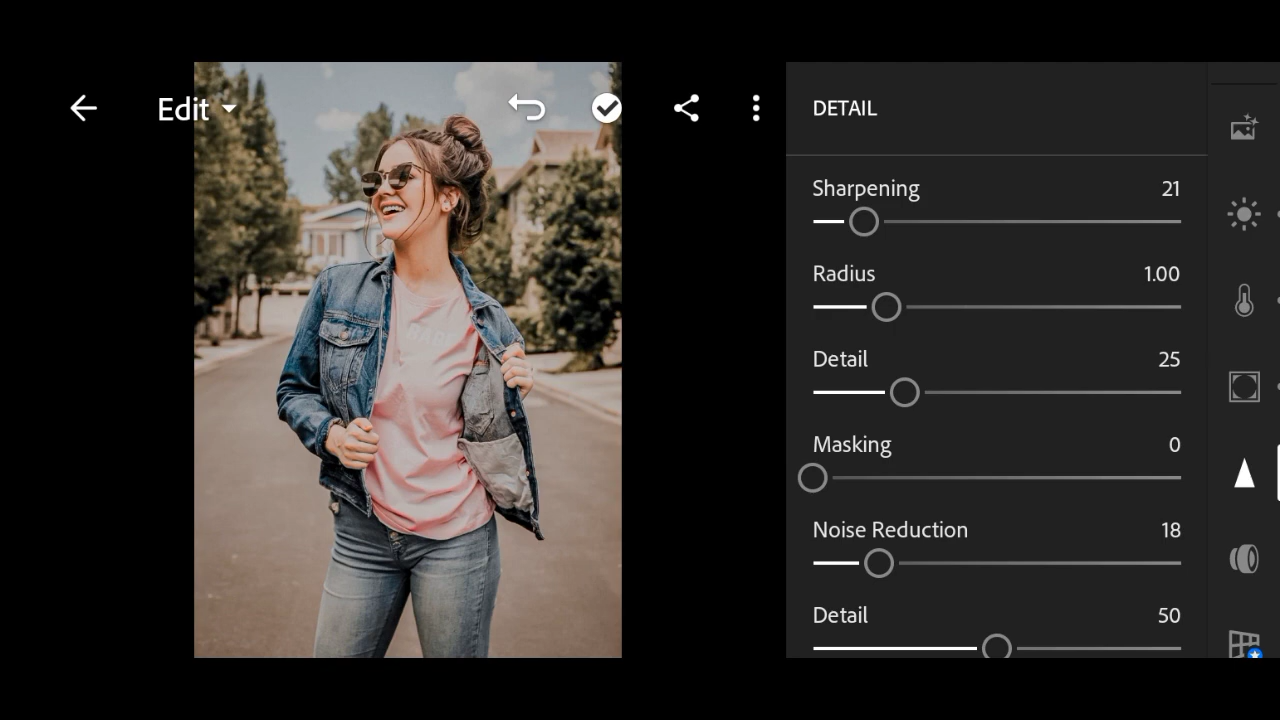 Edit
DETAIL
Sharpening 21
Radius 1.00
Detail 25
Masking 0
Noise Reduction 18
Detail 50